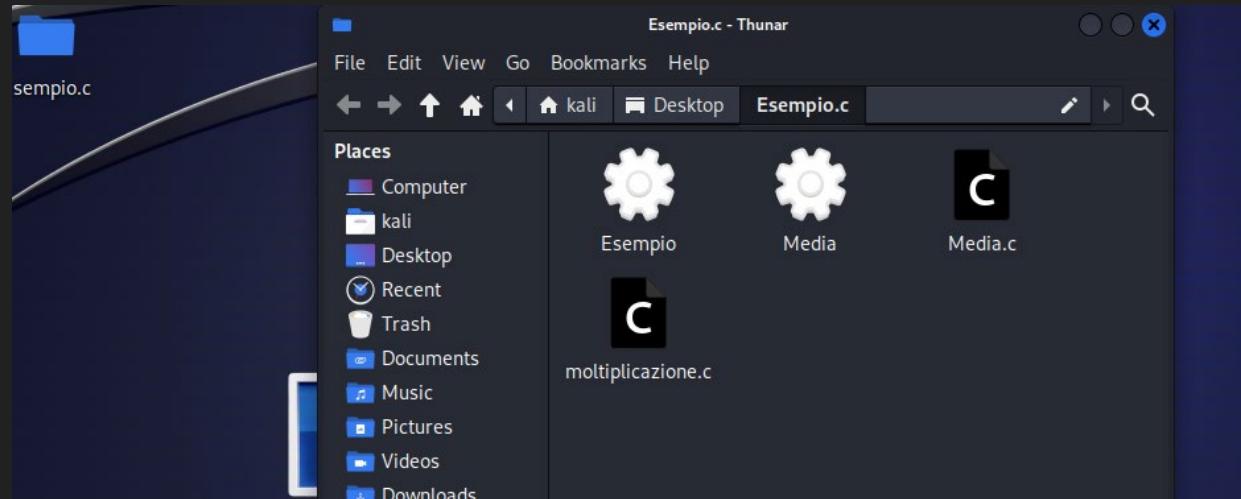 sempio.c
Esempio.c - Thunar
File Edit View Go Bookmarks Help
kali Desktop Esempio.c
Places
Computer
kali
Desktop
Recent
Trash
Documents
Music
Pictures
Videos
Downloads
Esempio Media Media.c
C
moltiplicazione.c
C